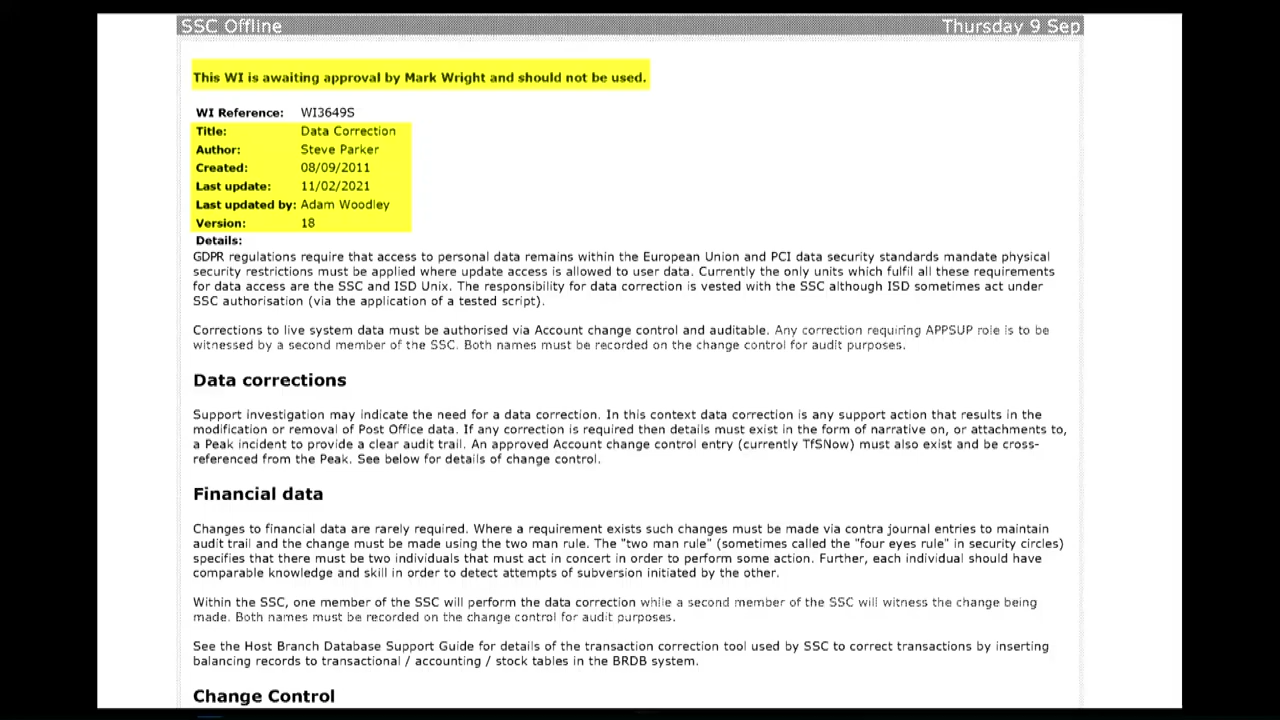 SSC Offline
Thursday 9 Sep
This WI is awaiting approval by Mark Wright and should not be used.
WI Reference: WI3649S
Title: Data Correction
Author: Steve Parker
Created: 08/09/2011
Last update: 11/02/2021
Last updated by: Adam Woodley
Version: 18
Details:
GDPR regulations require that access to personal data remains within the European Union and PCI data security standards mandate physical
security restrictions must be applied where update access is allowed to user data. Currently the only units which fulfil all these requirements
for data access are the SSC and ISD Unix. The responsibility for data correction is vested with the SSC although ISD sometimes act under
SSC authorisation (via the application of a tested script).
Corrections to live system data must be authorised via Account change control and auditable. Any correction requiring APPSUP role is to be
witnessed by a second member of the SSC. Both names must be recorded on the change control for audit purposes.
Data corrections
Support investigation may indicate the need for a data correction. In this context data correction is any support action that results in the
modification or removal of Post Office data. If any correction is required then details must exist in the form of narrative on, or attachments to,
a Peak incident to provide a clear audit trail. An approved Account change control entry (currently TfSNow) must also exist and be cross-
referenced from the Peak. See below for details of change control.
Financial data
Changes to financial data are rarely required. Where a requirement exists such changes must be made via contra journal entries to maintain
audit trail and the change must be made using the two man rule. The "two man rule" (sometimes called the "four eyes rule" in security circles)
specifies that there must be two individuals that must act in concert in order to perform some action. Further, each individual should have
comparable knowledge and skill in order to detect attempts of subversion initiated by the other.
Within the SSC, one member of the SSC will perform the data correction while a second member of the SSC will witness the change being
made. Both names must be recorded on the change control for audit purposes.
See the Host Branch Database Support Guide for details of the transaction correction tool used by SSC to correct transactions by inserting
balancing records to transactional / accounting / stock tables in the BRDB system.
Change Control